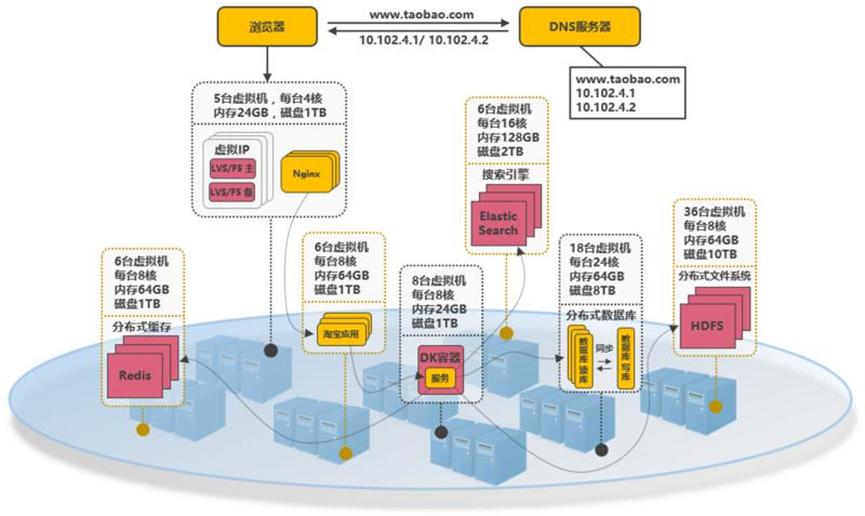 浏览器
www.taobao.com
10.102.4.1/ 10.102.4.2
DNS服务器
www.taobao.com
10.102.4.1
10.102.4.2
5台虚拟机，每台4核
内存24GB，磁盘1TB
虚拟IP
LVS/F5 主
LVS/F5 备
Nginx
6台虚拟机
每台16核
内存128GB
磁盘2TB
搜索引擎
Elastic
Search
36台虚拟机
每台8核
内存64GB
磁盘10TB
分布式文件系统
HDFS
6台虚拟机
每台8核
内存64GB
磁盘1TB
分布式缓存
Redis
6台虚拟机
每台8核
内存64GB
磁盘1TB
淘宝应用
8台虚拟机
每台8核
内存24GB
磁盘1TB
DK容器
服务
18台虚拟机
每台24核
内存64GB
磁盘8TB
分布式数据库
数据库 读库
同步
数据库 写库